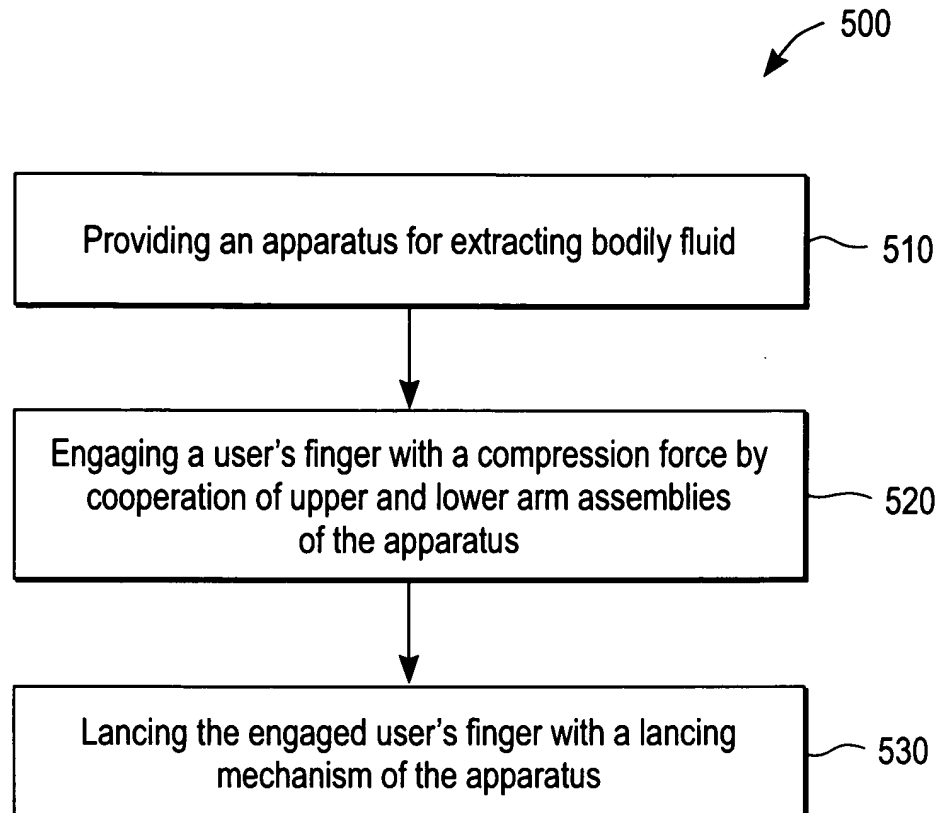 500
Providing an apparatus for extracting bodily fluid
510
Engaging a user's finger with a compression force by
cooperation of upper and lower arm assemblies
of the apparatus
520
Lancing the engaged user's finger with a lancing
mechanism of the apparatus
530